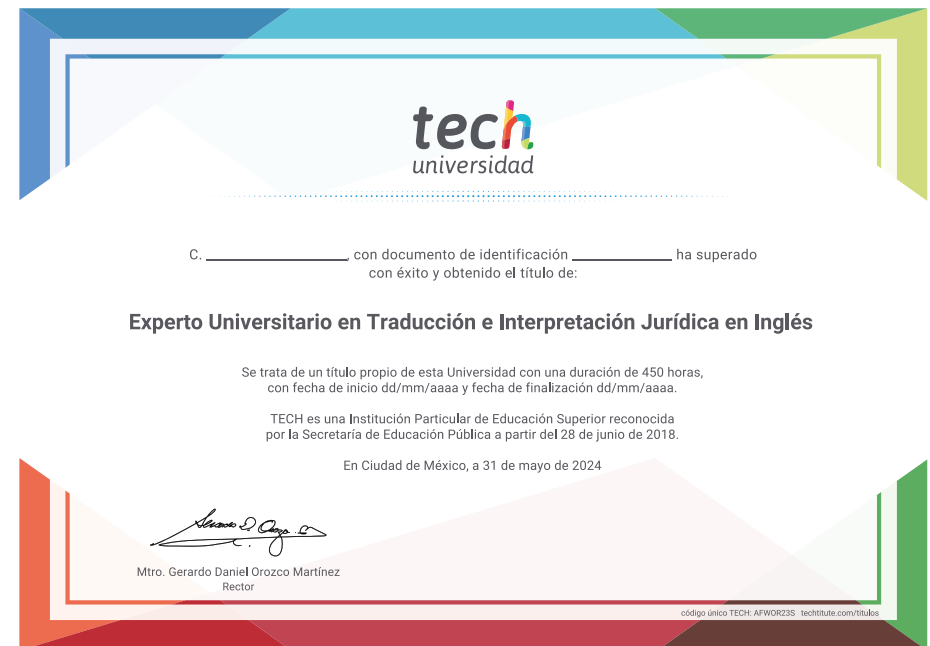 tech
universidad
C. ____________, con documento de identificación ____________ ha superado
con éxito y obtenido el título de:
Experto Universitario en Traducción e Interpretación Jurídica en Inglés
Se trata de un título propio de esta Universidad con una duración de 450 horas,
con fecha de inicio dd/mm/aaaa y fecha de finalización dd/mm/aaaa.
TECH es una Institución Particular de Educación Superior reconocida
por la Secretaría de Educación Pública a partir del 28 de junio de 2018.
En Ciudad de México, a 31 de mayo de 2024
Mtro. Gerardo Daniel Orozco Martínez
Rector
código único TECH: AFWOR23S techtitute.com/titulos